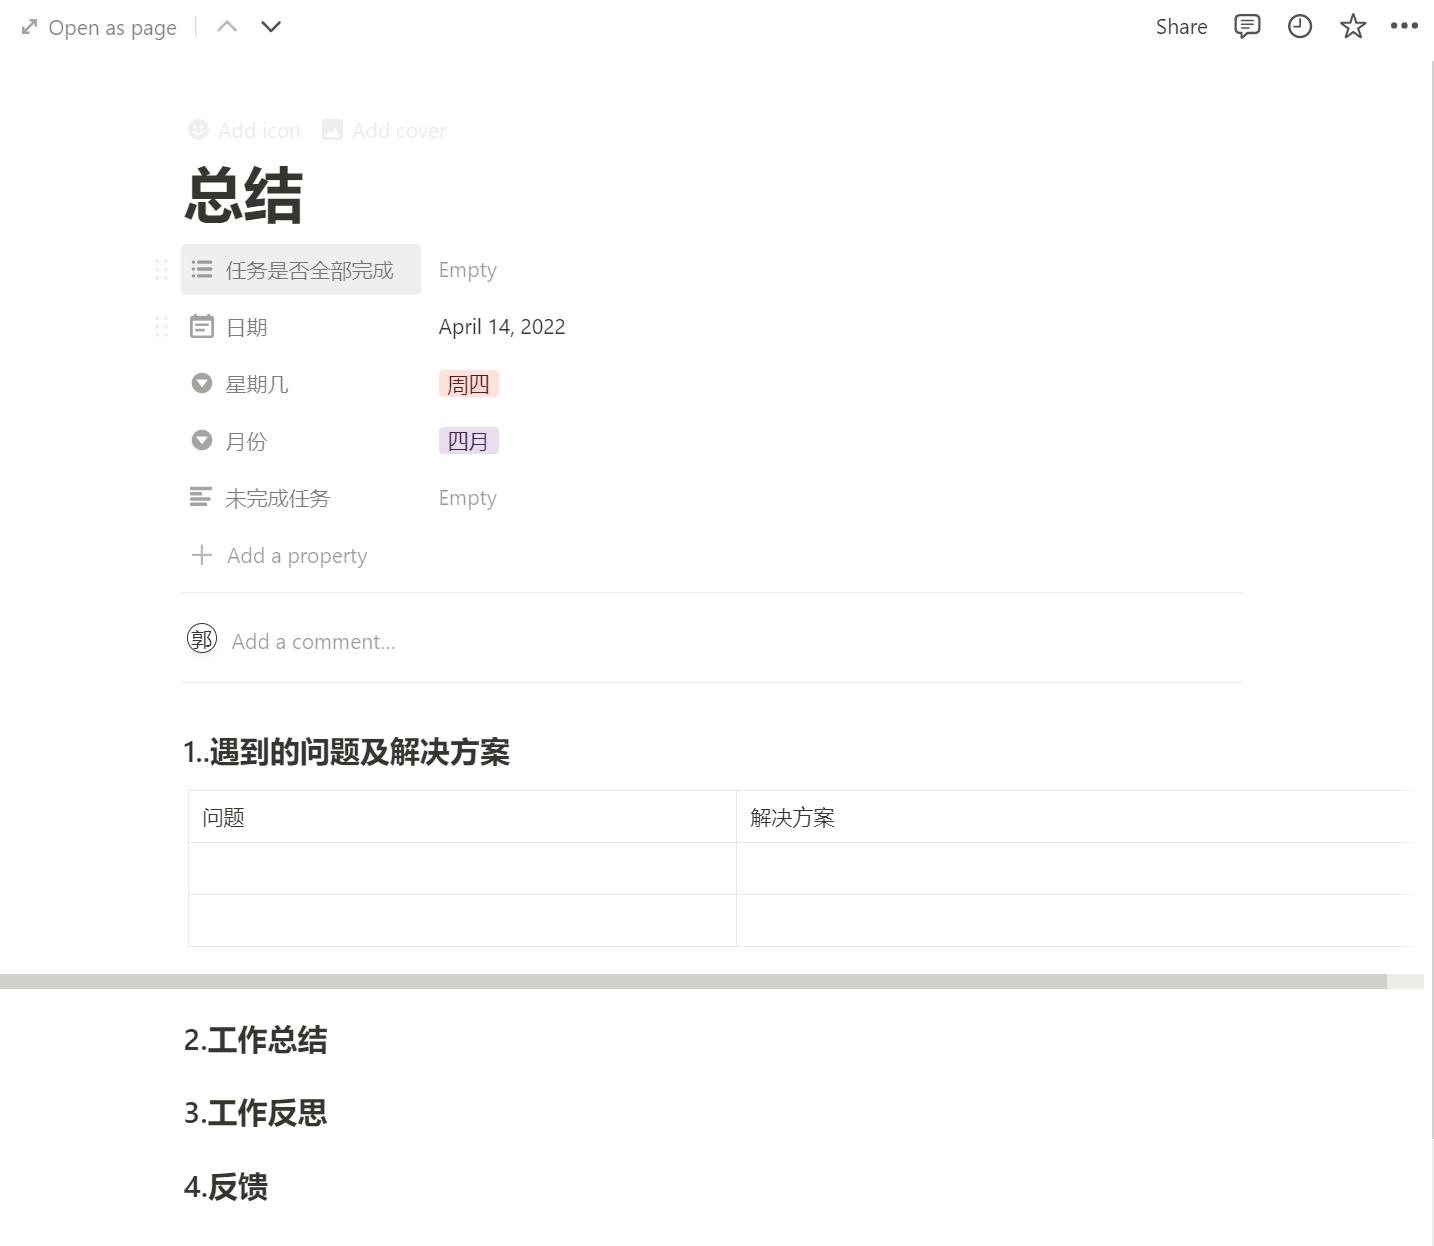 Open as page
Share
Add icon Add cover
总结
任务是否全部完成 Empty
日期 April 14, 2022
星期几 周四
月份 四月
未完成任务 Empty
Add a property
郭 Add a comment...
1..遇到的问题及解决方案
问题 解决方案
2.工作总结
3.工作反思
4.反馈